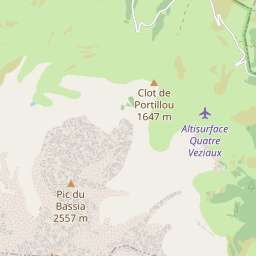 Clot de
Portillou
1647 m
Altisurface
Quatre
Veziaux
Pic du
Bassia
2557 m